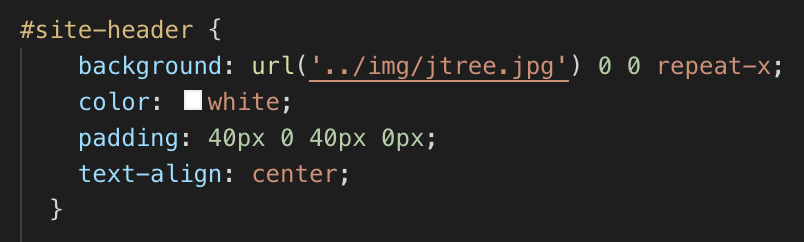 #site-header {
background: url('../img/jtree.jpg') 0 0 repeat-x;
color: white;
padding: 40px 0 40px 0px;
text-align: center;
}